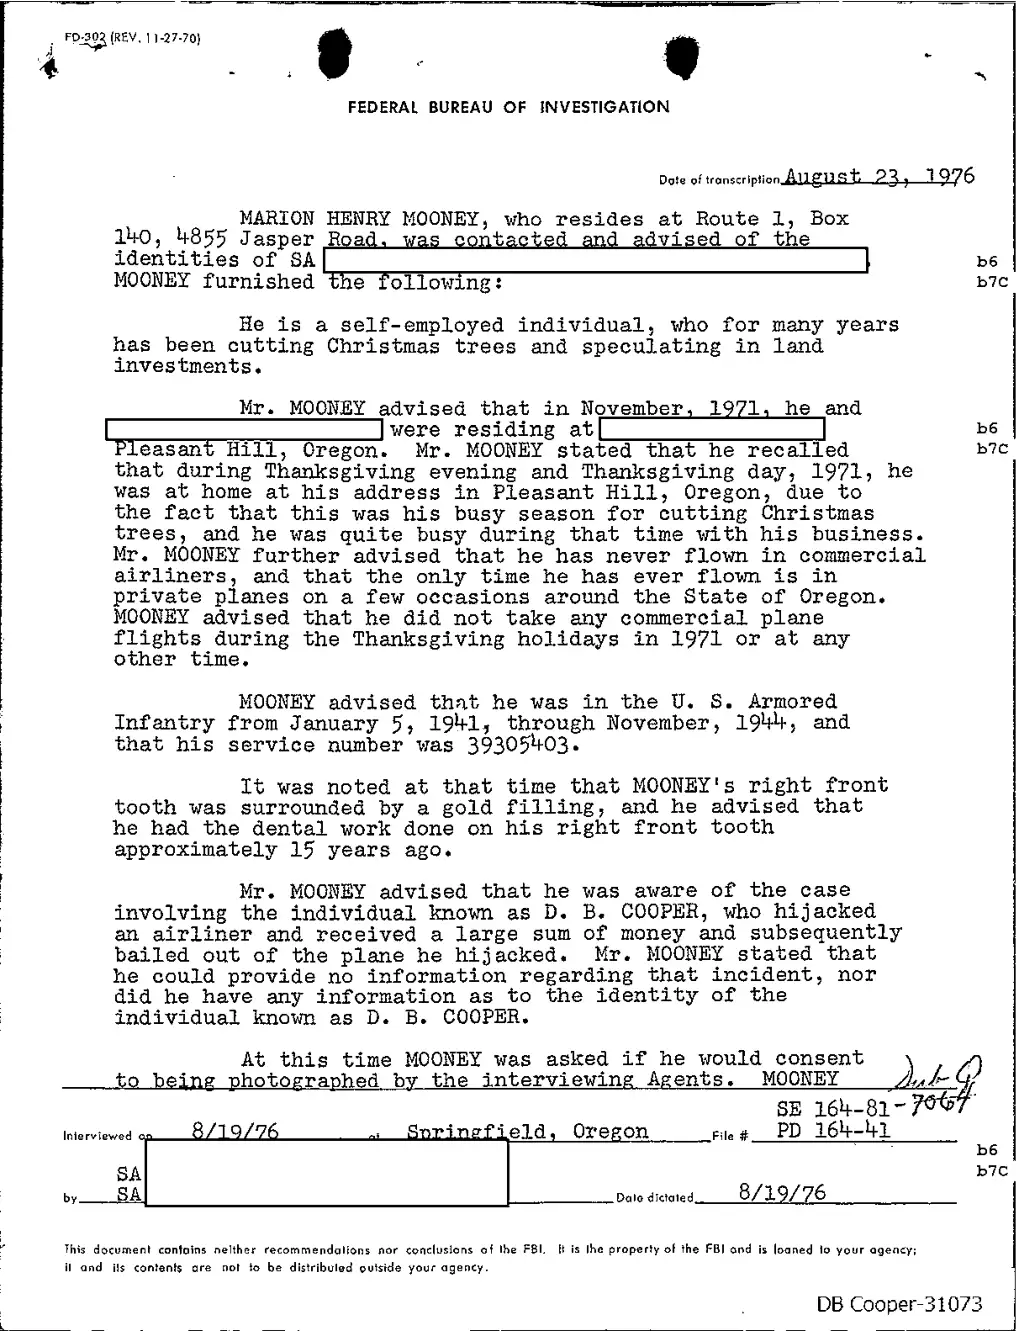 FD-302 (REV. 11-27-70)
FEDERAL BUREAU OF INVESTIGATION
Date of transcription August 23, 1976
MARION HENRY MOONEY, who resides at Route 1, Box
140, 4855 Jasper Road, was contacted and advised of the
identities of SA
b6
MOONEY furnished the following:
b7C
He is a self-employed individual, who for many years
has been cutting Christmas trees and speculating in land
investments.
Mr. MOONEY advised that in November, 1971, he and
were residing at
b6
Pleasant Hill, Oregon. Mr. MOONEY stated that he recalled
b7C
that during Thanksgiving evening and Thanksgiving day, 1971, he
was at home at his address in Pleasant Hill, Oregon, due to
the fact that this was his busy season for cutting Christmas
trees, and he was quite busy during that time with his business.
Mr. MOONEY further advised that he has never flown in commercial
airliners, and that the only time he has ever flown is in
private planes on a few occasions around the State of Oregon.
MOONEY advised that he did not take any commercial plane
flights during the Thanksgiving holidays in 1971 or at any
other time.
MOONEY advised that he was in the U. S. Armored
Infantry from January 5, 1941, through November, 1944, and
that his service number was 39305403.
It was noted at that time that MOONEY's right front
tooth was surrounded by a gold filling, and he advised that
he had the dental work done on his right front tooth
approximately 15 years ago.
Mr. MOONEY advised that he was aware of the case
involving the individual known as D. B. COOPER, who hijacked
an airliner and received a large sum of money and subsequently
bailed out of the plane he hijacked. Mr. MOONEY stated that
he could provide no information regarding that incident, nor
did he have any information as to the identity of the
individual known as D. B. COOPER.
At this time MOONEY was asked if he would consent
to being photographed by the interviewing Agents. MOONEY
SE 164-81-7064
Interviewed on 8/19/76 at Springfield, Oregon File # PD 164-41
b6
SA
b7C
by SA Date dictated 8/19/76
This document contains neither recommendations nor conclusions of the FBI. It is the property of the FBI and is loaned to your agency;
it and its contents are not to be distributed outside your agency.
DB Cooper-31073